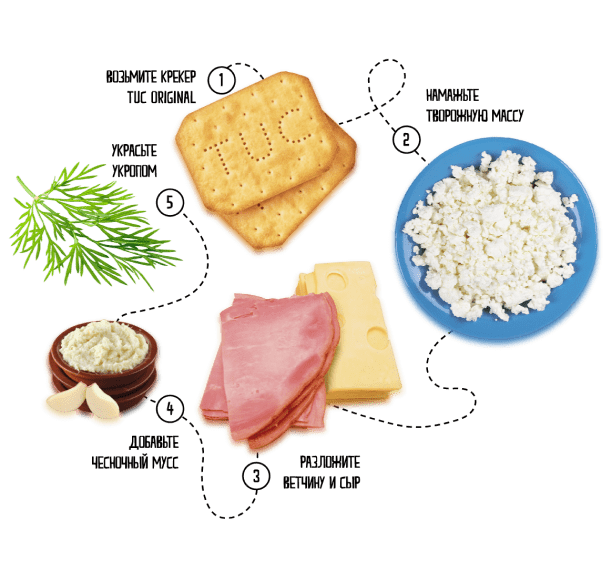 ВОЗЬМИТЕ КРЕКЕР
TUC ORIGINAL
1
TUC
НАМАЖЬТЕ
ТВОРОЖНУЮ МАССУ
2
РАЗЛОЖИТЕ
ВЕТЧИНУ И СЫР
3
ДОБАВЬТЕ
ЧЕСНОЧНЫЙ МУСС
4
УКРАСЬТЕ
УКРОПОМ
5